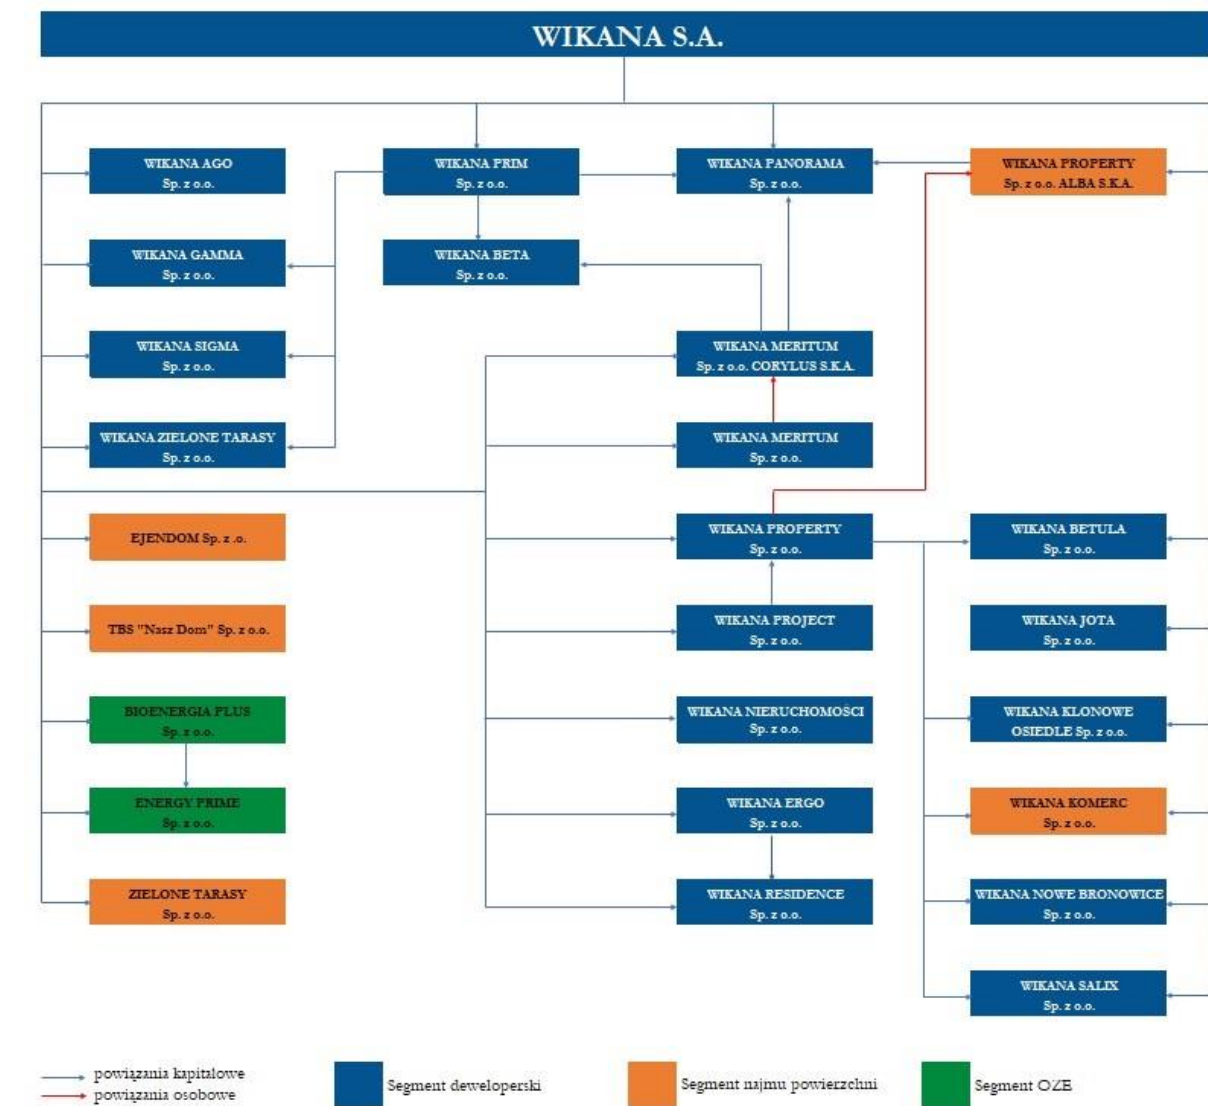 WIKANA S.A.
WIKANA AGO
Sp. z o.o.
WIKANA PRIM
Sp. z o.o.
WIKANA PANORAMA
Sp. z o.o.
WIKANA PROPERTY
Sp. z o.o. ALBA S.K.A.
WIKANA GAMMA
Sp. z o.o.
WIKANA BETA
Sp. z o.o.
WIKANA SIGMA
Sp. z o.o.
WIKANA MERITUM
Sp. z o.o. CORYLUS S.K.A.
WIKANA ZIELONE TARASY
Sp. z o.o.
WIKANA MERITUM
Sp. z o.o.
EJENDOM Sp. z .o.
WIKANA PROPERTY
Sp. z o.o.
WIKANA BETULA
Sp. z o.o.
TBS "Nasz Dom" Sp. z o.o.
WIKANA PROJECT
Sp. z o.o.
WIKANA JOTA
Sp. z o.o.
BIOENERGIA PLUS
Sp. z o.o.
WIKANA NIERUCHOMOŚCI
Sp. z o.o.
WIKANA KLONOWE
OSIEDLE Sp. z o.o.
ENERGY PRIME
Sp. z o.o.
WIKANA ERGO
Sp. z o.o.
WIKANA KOMERC
Sp. z o.o.
ZIELONE TARASY
Sp. z o.o.
WIKANA RESIDENCE
Sp. z o.o.
WIKANA NOWE BRONOWICE
Sp. z o.o.
WIKANA SALIX
Sp. z o.o.
powiązania kapitałowe
powiązania osobowe
Segment deweloperski
Segment najmu powierzchni
Segment OZE